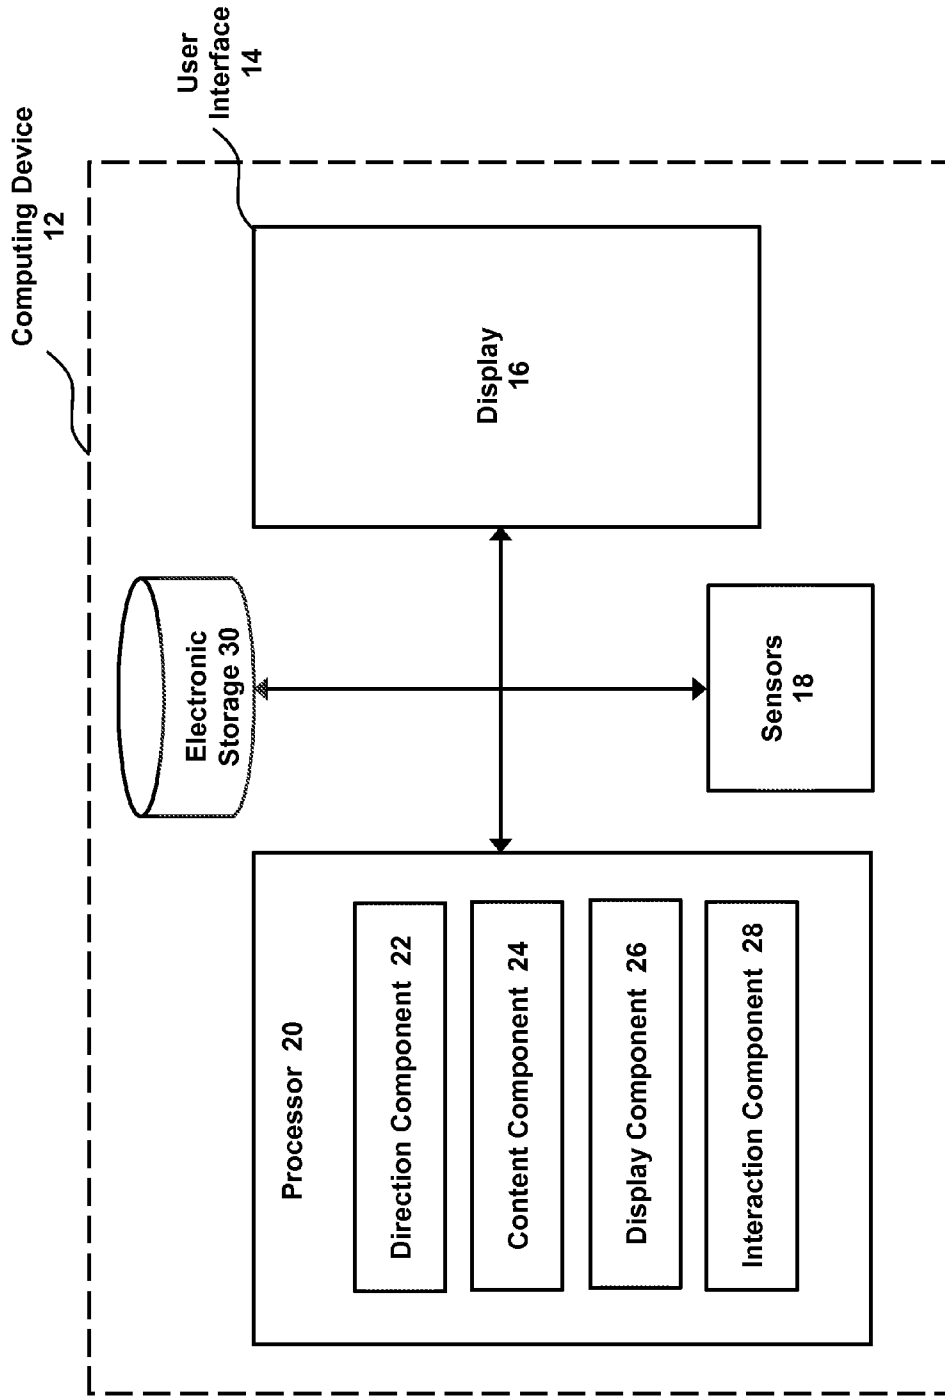 Computing Device
12
User
Interface
14
Electronic
Storage 30
Processor 20
Direction Component 22
Content Component 24
Display Component 26
Interaction Component 28
Display
16
Sensors
18